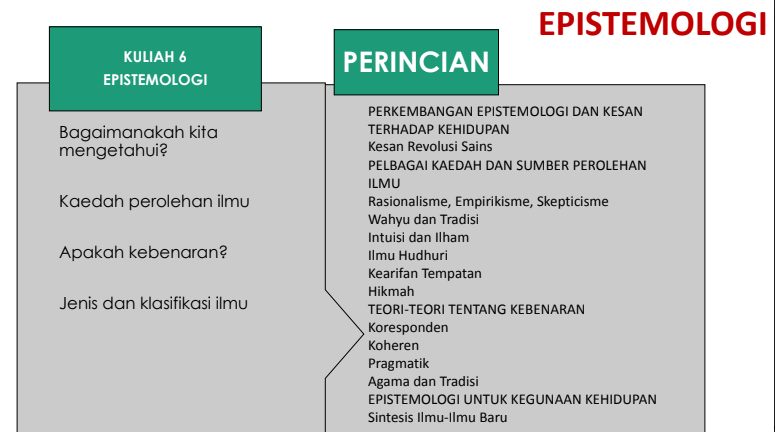 EPISTEMOLOGI
KULIAH 6
EPISTEMOLOGI
Bagaimanakah kita
mengetahui?
Kaedah perolehan ilmu
Apakah kebenaran?
Jenis dan klasifikasi ilmu
PERINCIAN
PERKEMBANGAN EPISTEMOLOGI DAN KESAN
TERHADAP KEHIDUPAN
Kesan Revolusi Sains
PELBAGAI KAEDAH DAN SUMBER PEROLEHAN
ILMU
Rasionalisme, Empirikisme, Skepticisme
Wahyu dan Tradisi
Intuisi dan Ilham
Ilmu Hudhuri
Kearifan Tempatan
Hikmah
TEORI-TEORI TENTANG KEBENARAN
Koresponden
Koheren
Pragmatik
Agama dan Tradisi
EPISTEMOLOGI UNTUK KEGUNAAN KEHIDUPAN
Sintesis Ilmu-Ilmu Baru